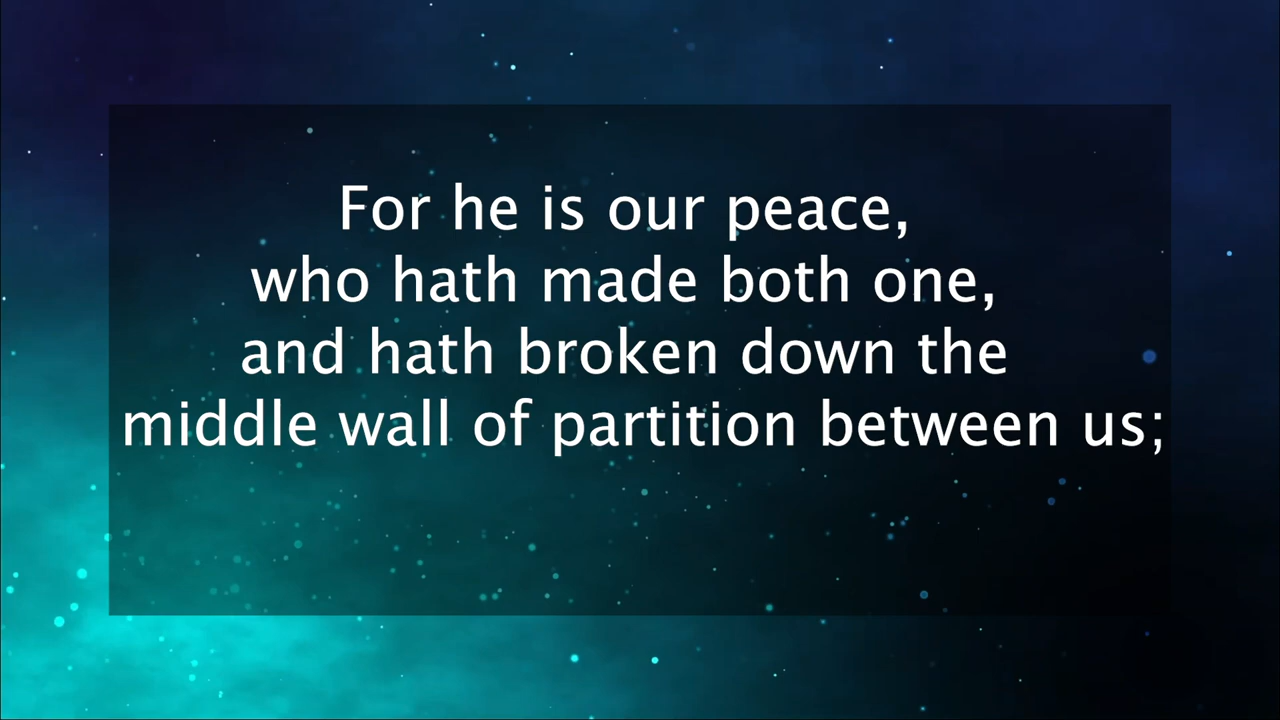 For he is our peace,
who hath made both one,
and hath broken down the
middle wall of partition between us;